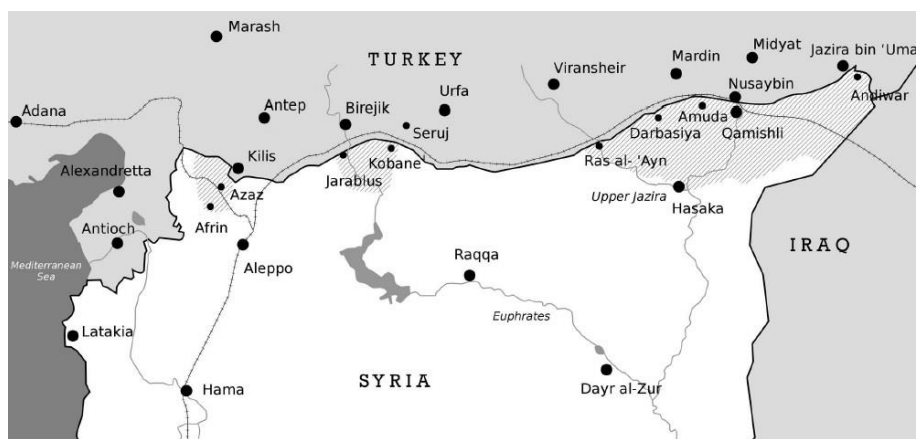 Marash
TURKEY
Midyat
Jazira bin 'Uma
Mardin
Viransheir
Nusaybin
Andiwar
Adana
Antep
Birejik
Urfa
Seruj
Amuda
Darbasiya
Qamishli
Kilis
Kobane
Ras al-'Ayn
Alexandretta
Azaz
Jarablus
Upper Jazira
Hasaka
Afrin
Antioch
Mediterranean
Sea
Aleppo
Raqqa
IRAQ
Euphrates
Latakia
Hama
SYRIA
Dayr al-Zur